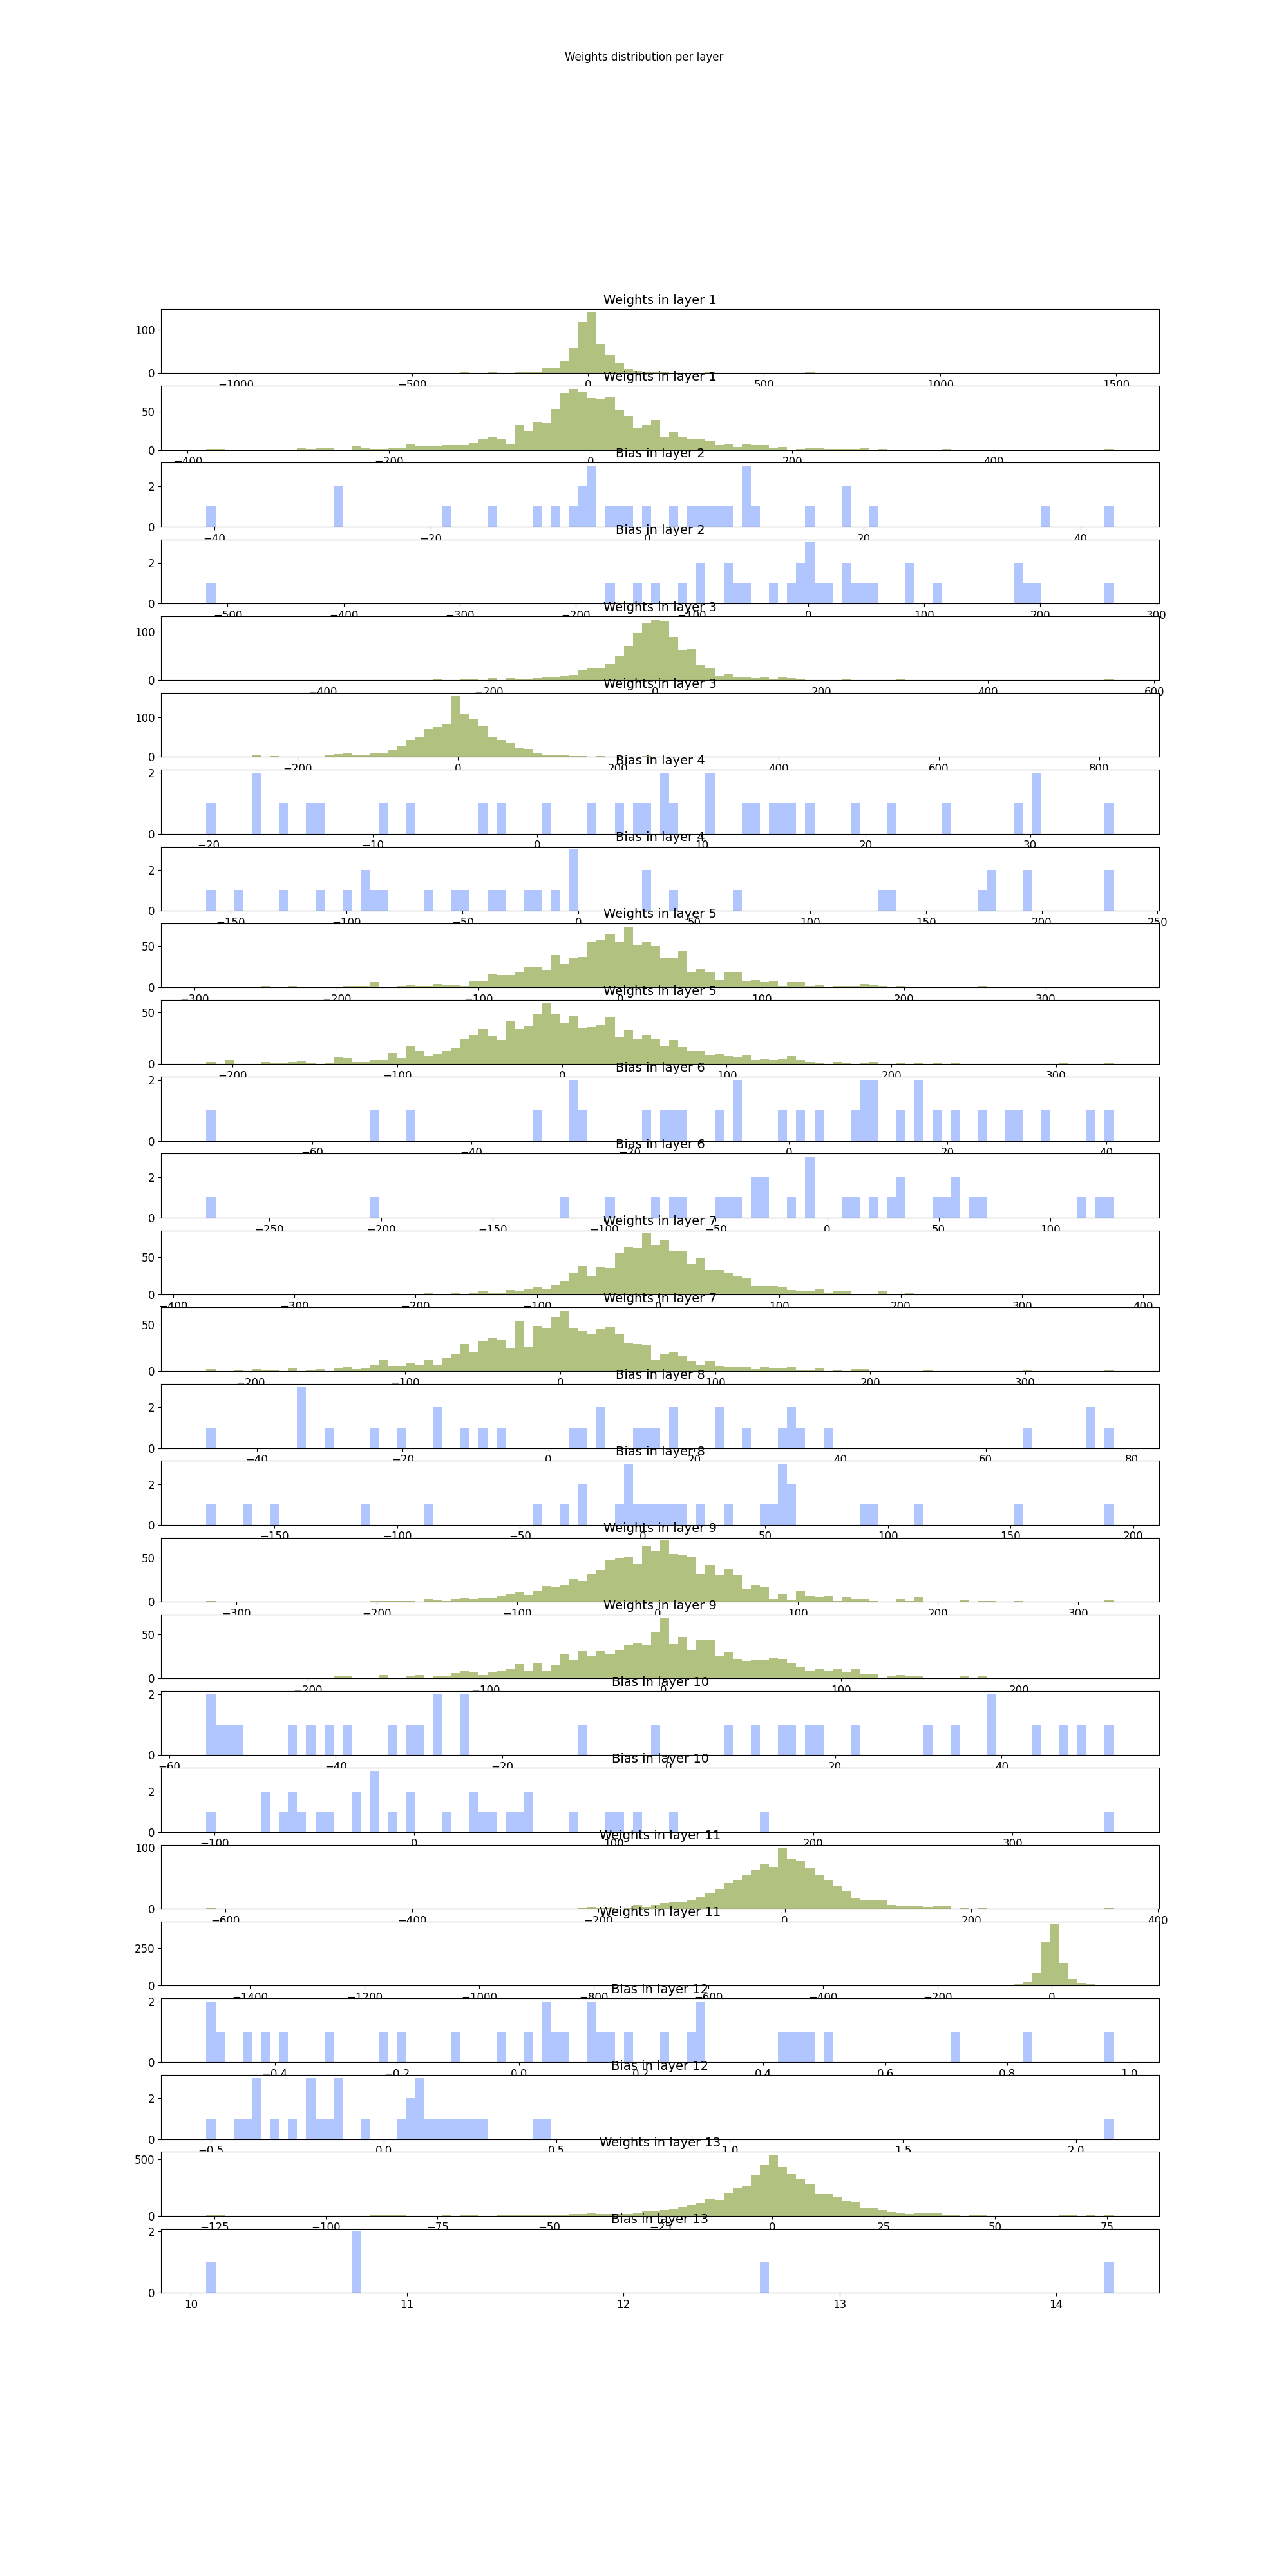 Weights distribution per layer
Weights in layer 1
100
0
−1000 −500 0 500 1000 1500
Weights in layer 1
50
0
−400 −200 0 200 400
Bias in layer 2
2
0
−40 −20 0 20 40
Bias in layer 2
2
0
−500 −400 −300 −200 −100 0 100 200 300
Weights in layer 3
100
0
−400 −200 0 200 400 600
Weights in layer 3
100
0
−200 0 200 400 600 800
Bias in layer 4
2
0
−20 −10 0 10 20 30
Bias in layer 4
2
0
−150 −100 −50 0 50 100 150 200 250
Weights in layer 5
50
0
−300 −200 −100 0 100 200 300
Weights in layer 5
50
0
−200 −100 0 100 200 300
Bias in layer 6
2
0
−60 −40 −20 0 20 40
Bias in layer 6
2
0
−250 −200 −150 −100 −50 0 50 100
Weights in layer 7
50
0
−400 −300 −200 −100 0 100 200 300 400
Weights in layer 7
50
0
−200 −100 0 100 200 300
Bias in layer 8
2
0
−40 −20 0 20 40 60 80
Bias in layer 8
2
0
−150 −100 −50 0 50 100 150 200
Weights in layer 9
50
0
−300 −200 −100 0 100 200 300
Weights in layer 9
50
0
−200 −100 0 100 200
Bias in layer 10
2
0
−60 −40 −20 0 20 40
Bias in layer 10
2
0
−100 0 100 200 300
Weights in layer 11
100
0
−600 −400 −200 0 200 400
Weights in layer 11
250
0
−1400 −1200 −1000 −800 −600 −400 −200 0
Bias in layer 12
2
0
−0.4 −0.2 0.0 0.2 0.4 0.6 0.8 1.0
Bias in layer 12
2
0
−0.5 0.0 0.5 1.0 1.5 2.0
Weights in layer 13
500
0
−125 −100 −75 −50 −25 0 25 50 75
Bias in layer 13
2
0
10 11 12 13 14